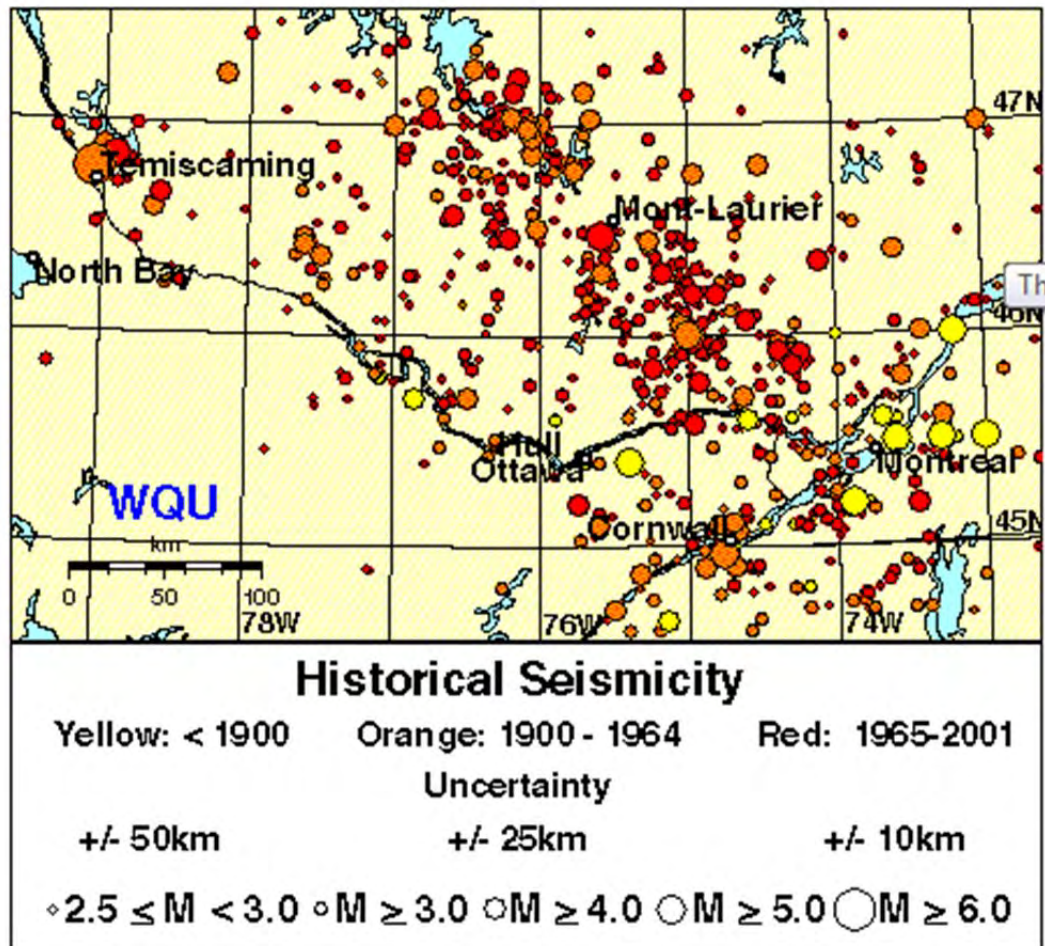 47N
Temiscaming
Mont-Laurier
North Bay
Th
46N
Hull
Ottawa
Montreal
WQU
Cornwall
45N
km
0 50 100
78W 76W 74W
Historical Seismicity
Yellow: < 1900 Orange: 1900 - 1964 Red: 1965-2001
Uncertainty
+/- 50km +/- 25km +/- 10km
2.5 ≤ M < 3.0 M ≥ 3.0 M ≥ 4.0 M ≥ 5.0 M ≥ 6.0